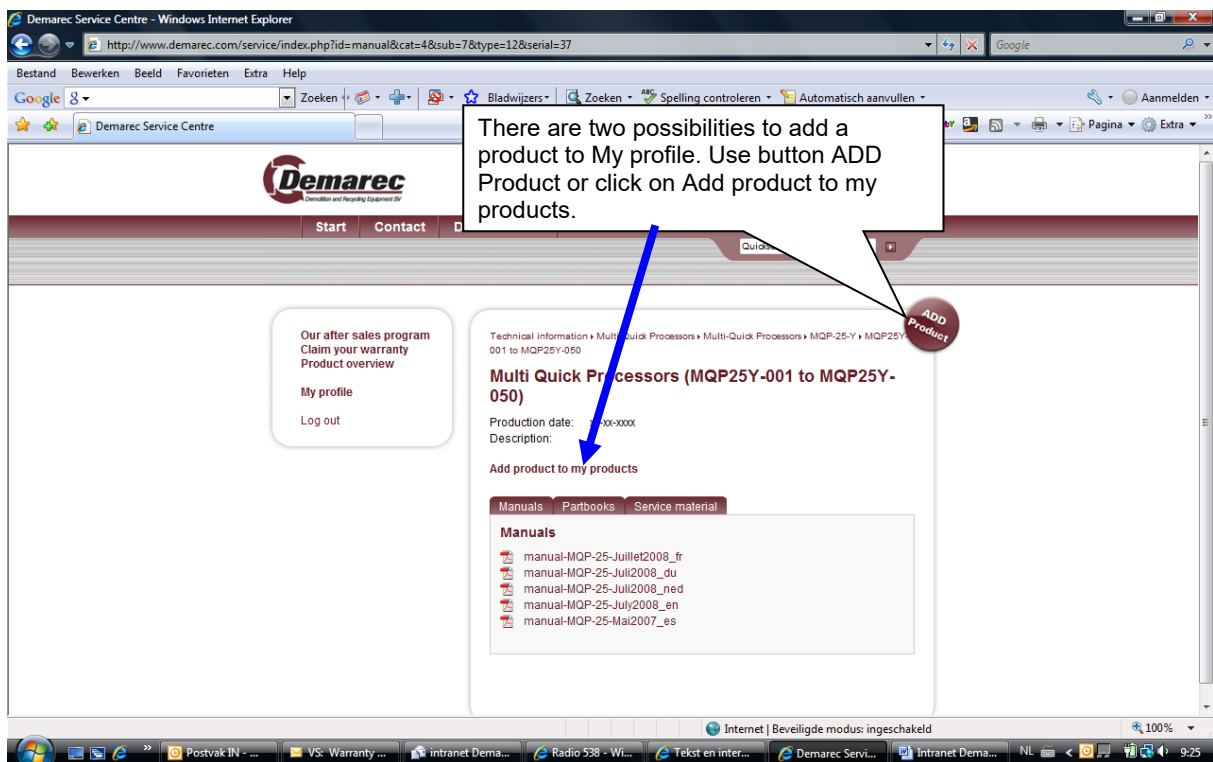 Demarec Service Centre - Windows Internet Explorer
http://www.demarec.com/service/index.php?id=manual&cat=4&sub=7&type=12&serial=37
Google
Bestand Bewerken Beeld Favorieten Extra Help
Google Zoeken Bladwijzers Zoeken Spelling controleren Automatisch aanvullen Aanmelden
Demarec Service Centre Pagina Extra
There are two possibilities to add a
product to My profile. Use button ADD
Product or click on Add product to my
products.
Demarec
Demolition and Recycling Equipment BV
Start Contact D
ADD
Product
Our after sales program
Claim your warranty
Product overview
My profile
Log out
Technical information Multi Quick Processors Multi-Quick Processors MQP-25-Y MQP25Y-
001 to MQP25Y-050
Multi Quick Processors (MQP25Y-001 to MQP25Y-
050)
Production date: xx-xx-xxxx
Description:
Add product to my products
Manuals Partbooks Service material
Manuals
manual-MQP-25-Juillet2008_fr
manual-MQP-25-Juli2008_du
manual-MQP-25-Juli2008_ned
manual-MQP-25-July2008_en
manual-MQP-25-Mai2007_es
Internet | Beveiligde modus: ingeschakeld 100%
Postvak IN - ... VS: Warranty ... intranet Dema... Radio 538 - Wi... Tekst en inter... Demarec Servi... Intranet Dema... NL 9:25